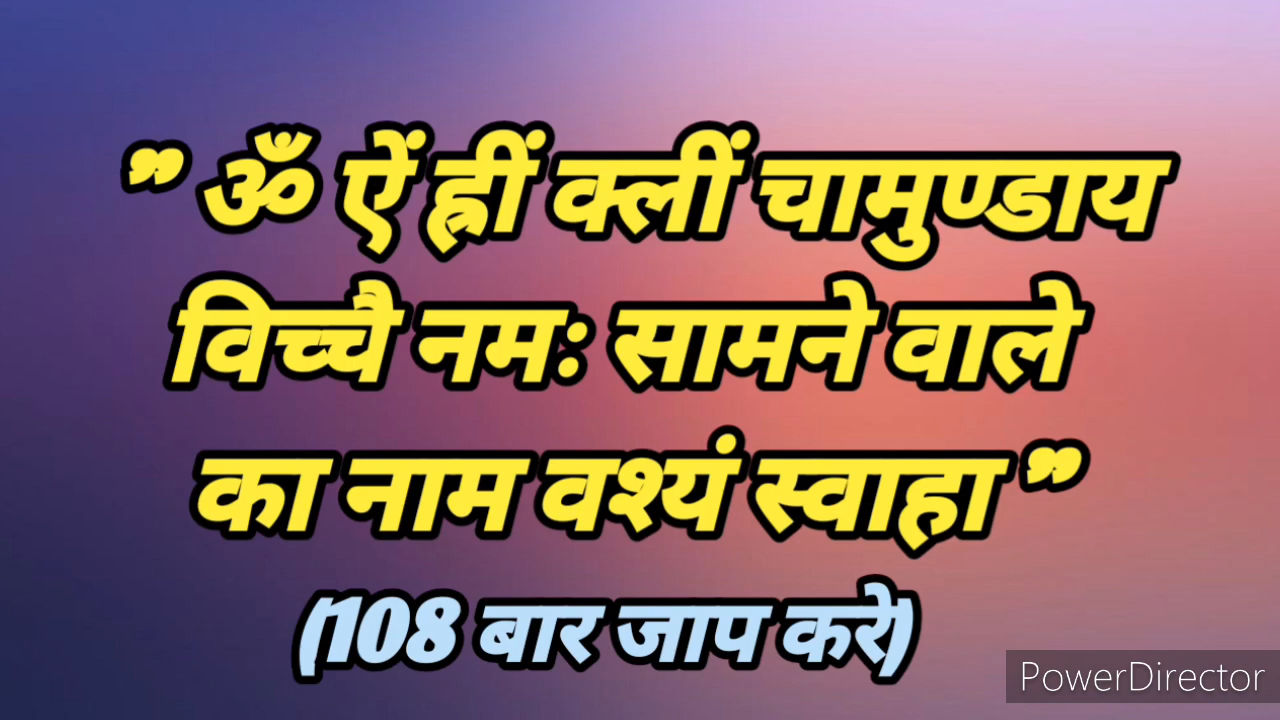 ” ॐ ऐं ह्रीं क्लीं चामुण्डाय
विच्चै नमः सामने वाले
का नाम वश्यं स्वाहा ”
(108 बार जाप करे)
PowerDirector